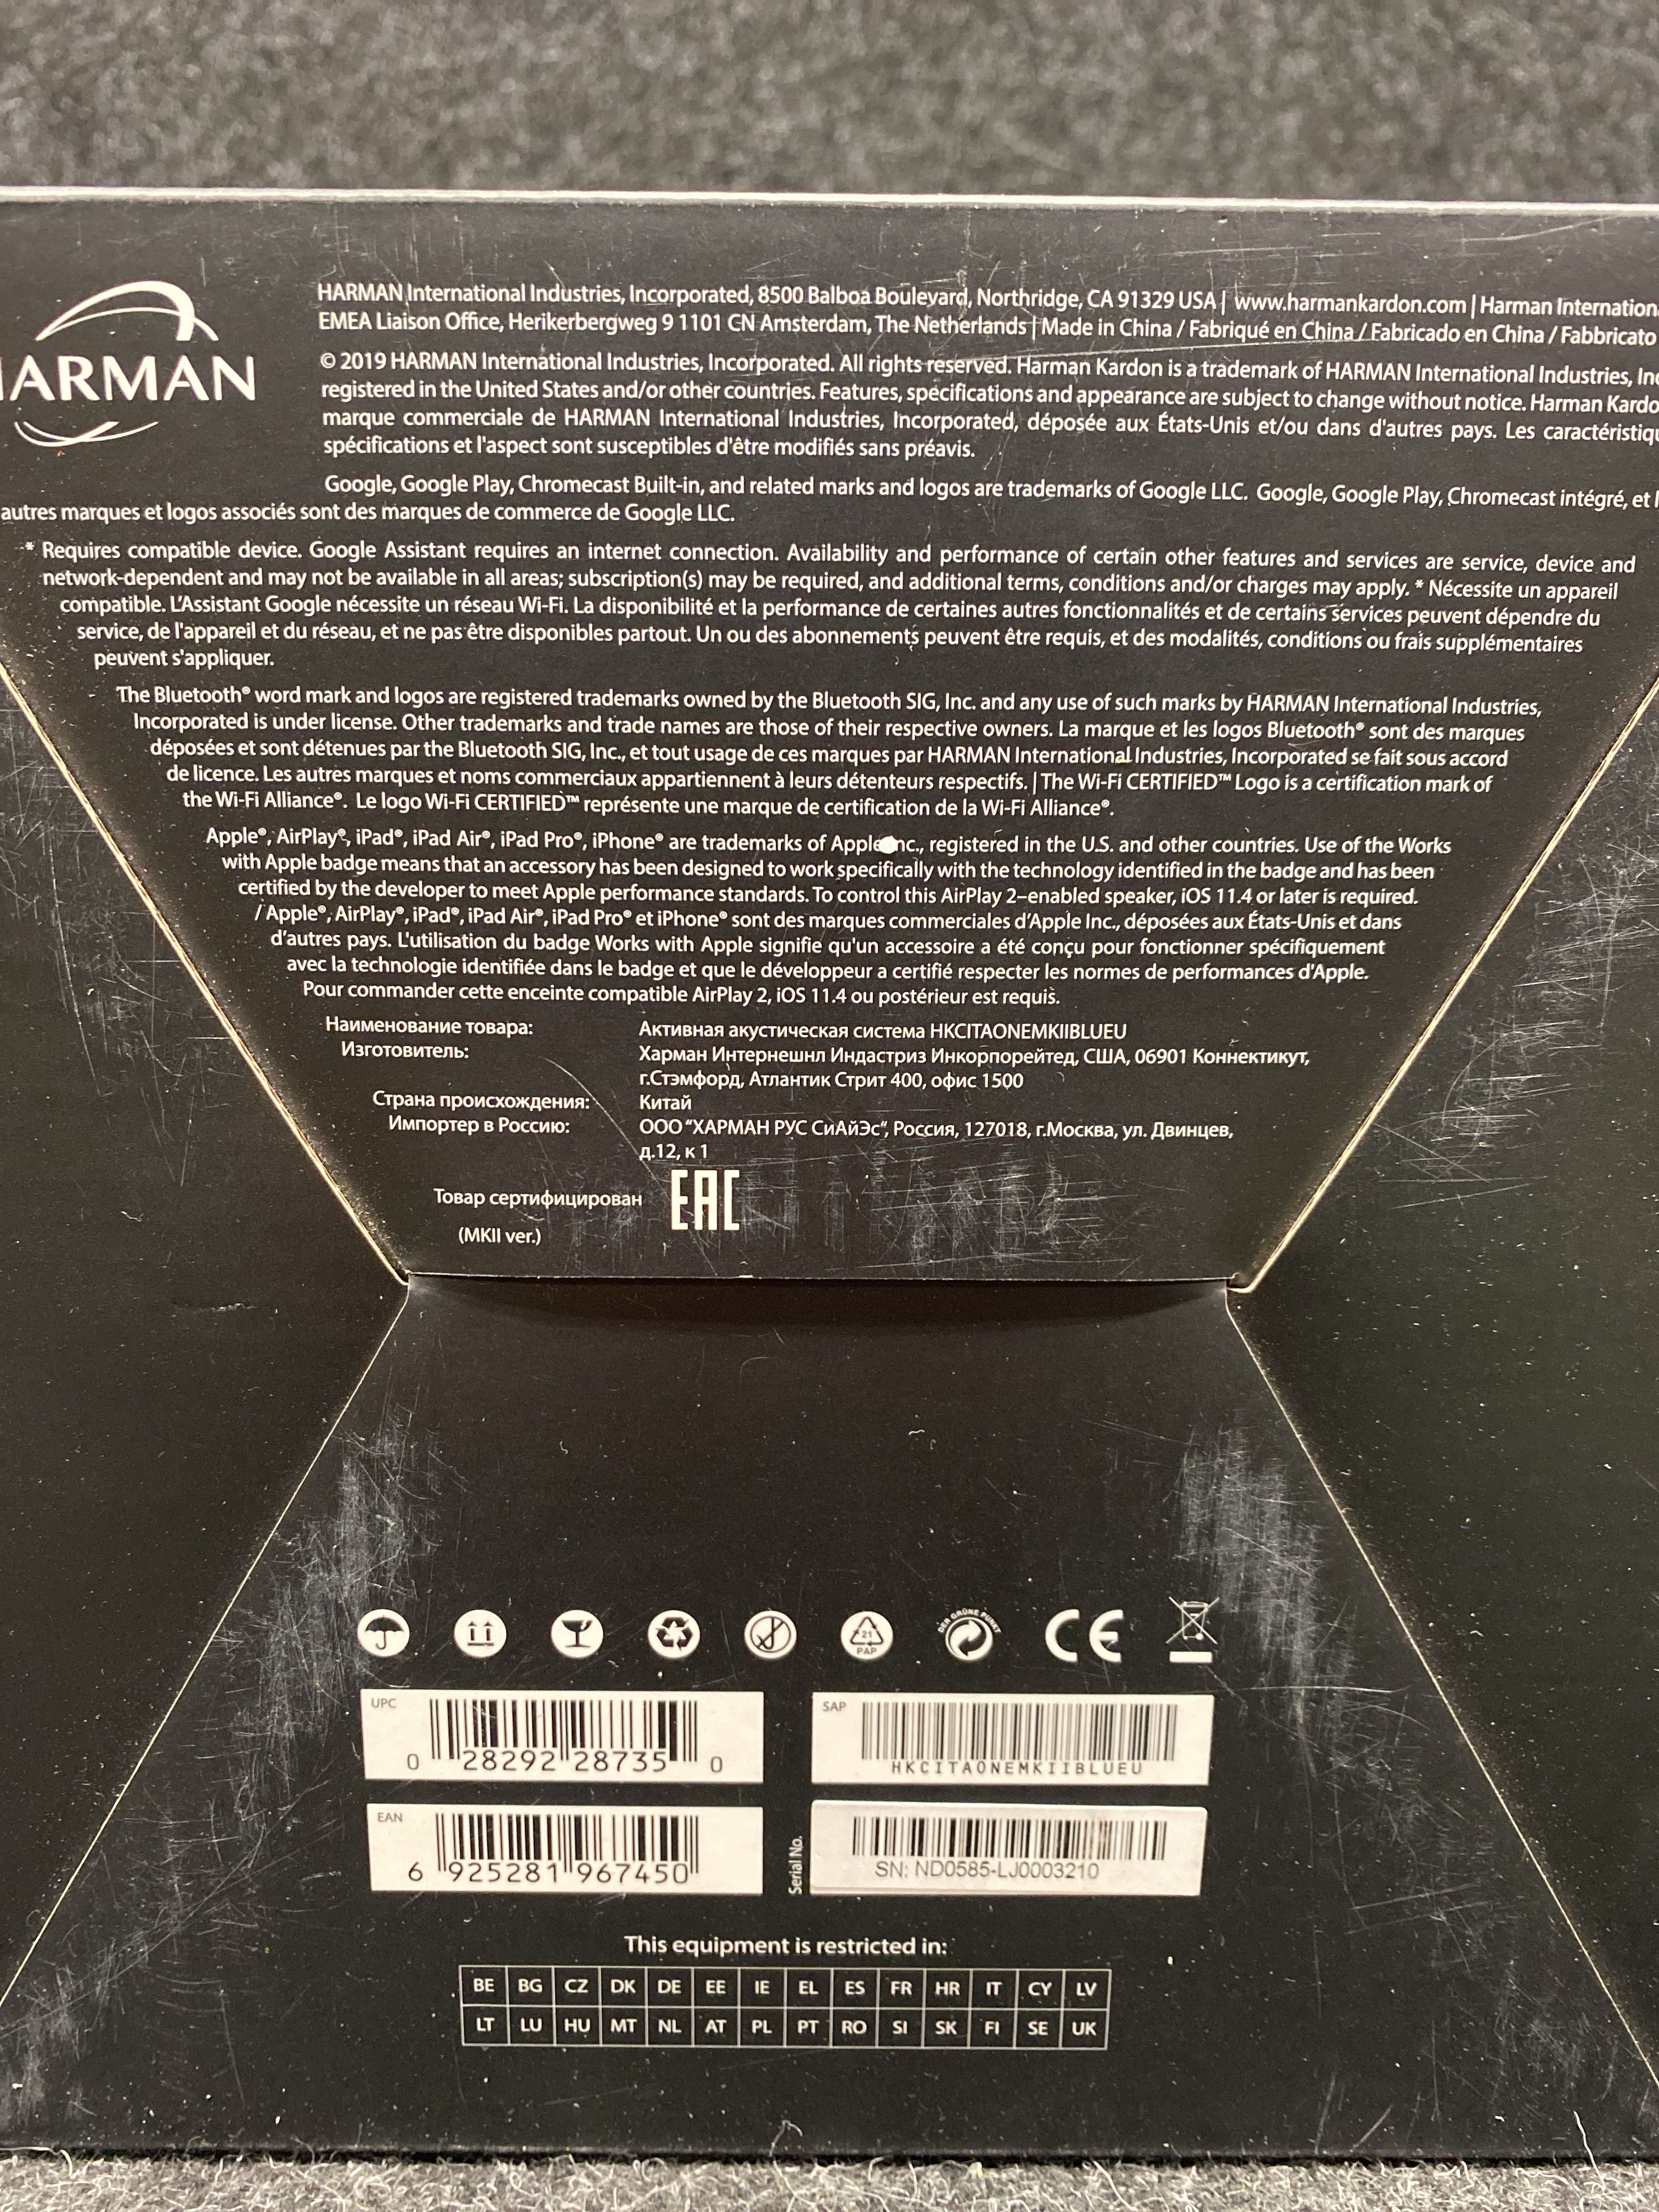 HARMAN
HARMAN International Industries, Incorporated, 8500 Balboa Boulevard, Northridge, CA 91329 USA | www.harmankardon.com | Harman
EMEA Liaison Office, Herikerbergweg 9 1101 CN Amsterdam, The Netherlands | Made in China / Fabriqué en China / Fabricado en China / Fabbricato
© 2019 HARMAN International Industries, Incorporated. All rights reserved. Harman Kardon is a trademark of HARMAN International Industries,
registered in the United States and/or other countries. Features, specifications and appearance are subject to change without notice. Harman
marque commerciale de HARMAN International Industries, Incorporated, déposée aux États-Unis et/ou dans d'autres pays. Les
spécifications et l'aspect sont susceptibles d'être modifiés sans préavis.
Google, Google Play, Chromecast Built-in, and related marks and logos are trademarks of Google LLC. Google, Google Play, Chromecast intégré, et
autres marques et logos associés sont des marques de commerce de Google LLC.
* Requires compatible device. Google Assistant requires an internet connection. Availability and performance of certain other features and services are service, device and
network-dependent and may not be available in all areas; subscription(s) may be required, and additional terms, conditions and/or charges may apply. * Nécessite un appareil
compatible. L'Assistant Google nécessite un réseau Wi-Fi. La disponibilité et la performance de certaines autres fonctionnalités et de certains services peuvent dépendre du
service, de l'appareil et du réseau, et ne pas être disponibles partout. Un ou des abonnements peuvent être requis, et des modalités, conditions ou frais supplémentaires
peuvent s'appliquer.
The Bluetooth® word mark and logos are registered trademarks owned by the Bluetooth SIG, Inc. and any use of such marks by HARMAN International Industries,
Incorporated is under license. Other trademarks and trade names are those of their respective owners. La marque et les logos Bluetooth® sont des marques
déposées et sont détenues par the Bluetooth SIG, Inc., et tout usage de ces marques par HARMAN International Industries, Incorporated se fait sous accord
de licence. Les autres marques et noms commerciaux appartiennent à leurs détenteurs respectifs. | The Wi-Fi CERTIFIED™ Logo is a certification mark of
the Wi-Fi Alliance®. Le logo Wi-Fi CERTIFIED™ représente une marque de certification de la Wi-Fi Alliance®.
Apple®, AirPlay®, iPad®, iPad Air®, iPad Pro®, iPhone® are trademarks of Apple Inc., registered in the U.S. and other countries. Use of the Works
with Apple badge means that an accessory has been designed to work specifically with the technology identified in the badge and has been
certified by the developer to meet Apple performance standards. To control this AirPlay 2–enabled speaker, iOS 11.4 or later is required.
/ Apple®, AirPlay®, iPad®, iPad Air®, iPad Pro® et iPhone® sont des marques commerciales d'Apple Inc., déposées aux États-Unis et dans
d'autres pays. L'utilisation du badge Works with Apple signifie qu'un accessoire a été conçu pour fonctionner spécifiquement
avec la technologie identifiée dans le badge et que le développeur a certifié respecter les normes de performances d'Apple.
Pour commander cette enceinte compatible AirPlay 2, iOS 11.4 ou postérieur est requis.
Наименование товара: Активная акустическая система HKCITAONEMKIIBLUEU
Изготовитель: Харман Интернешнл Индастриз Инкорпорейтед, США, 06901 Коннектикут,
г.Стэмфорд, Атлантик Стрит 400, офис 1500
Страна происхождения: Китай
Импортер в Россию: ООО "ХАРМАН РУС СиАйЭс", Россия, 127018, г.Москва, ул. Двинцев,
д.12, к 1
Товар сертифицирован EAC
(MKII ver.)
21
PAP
DER GRÜNE PUNKT
CE
UPC
0 28292 28735 0
SAP
HKCITAONEMKIIBLUEU
EAN
6 925281 967450
Serial No.
SN: ND0585-LJ0003210
This equipment is restricted in:
BE BG CZ DK DE EE IE EL ES FR HR IT CY LV
LT LU HU MT NL AT PL PT RO SI SK FI SE UK